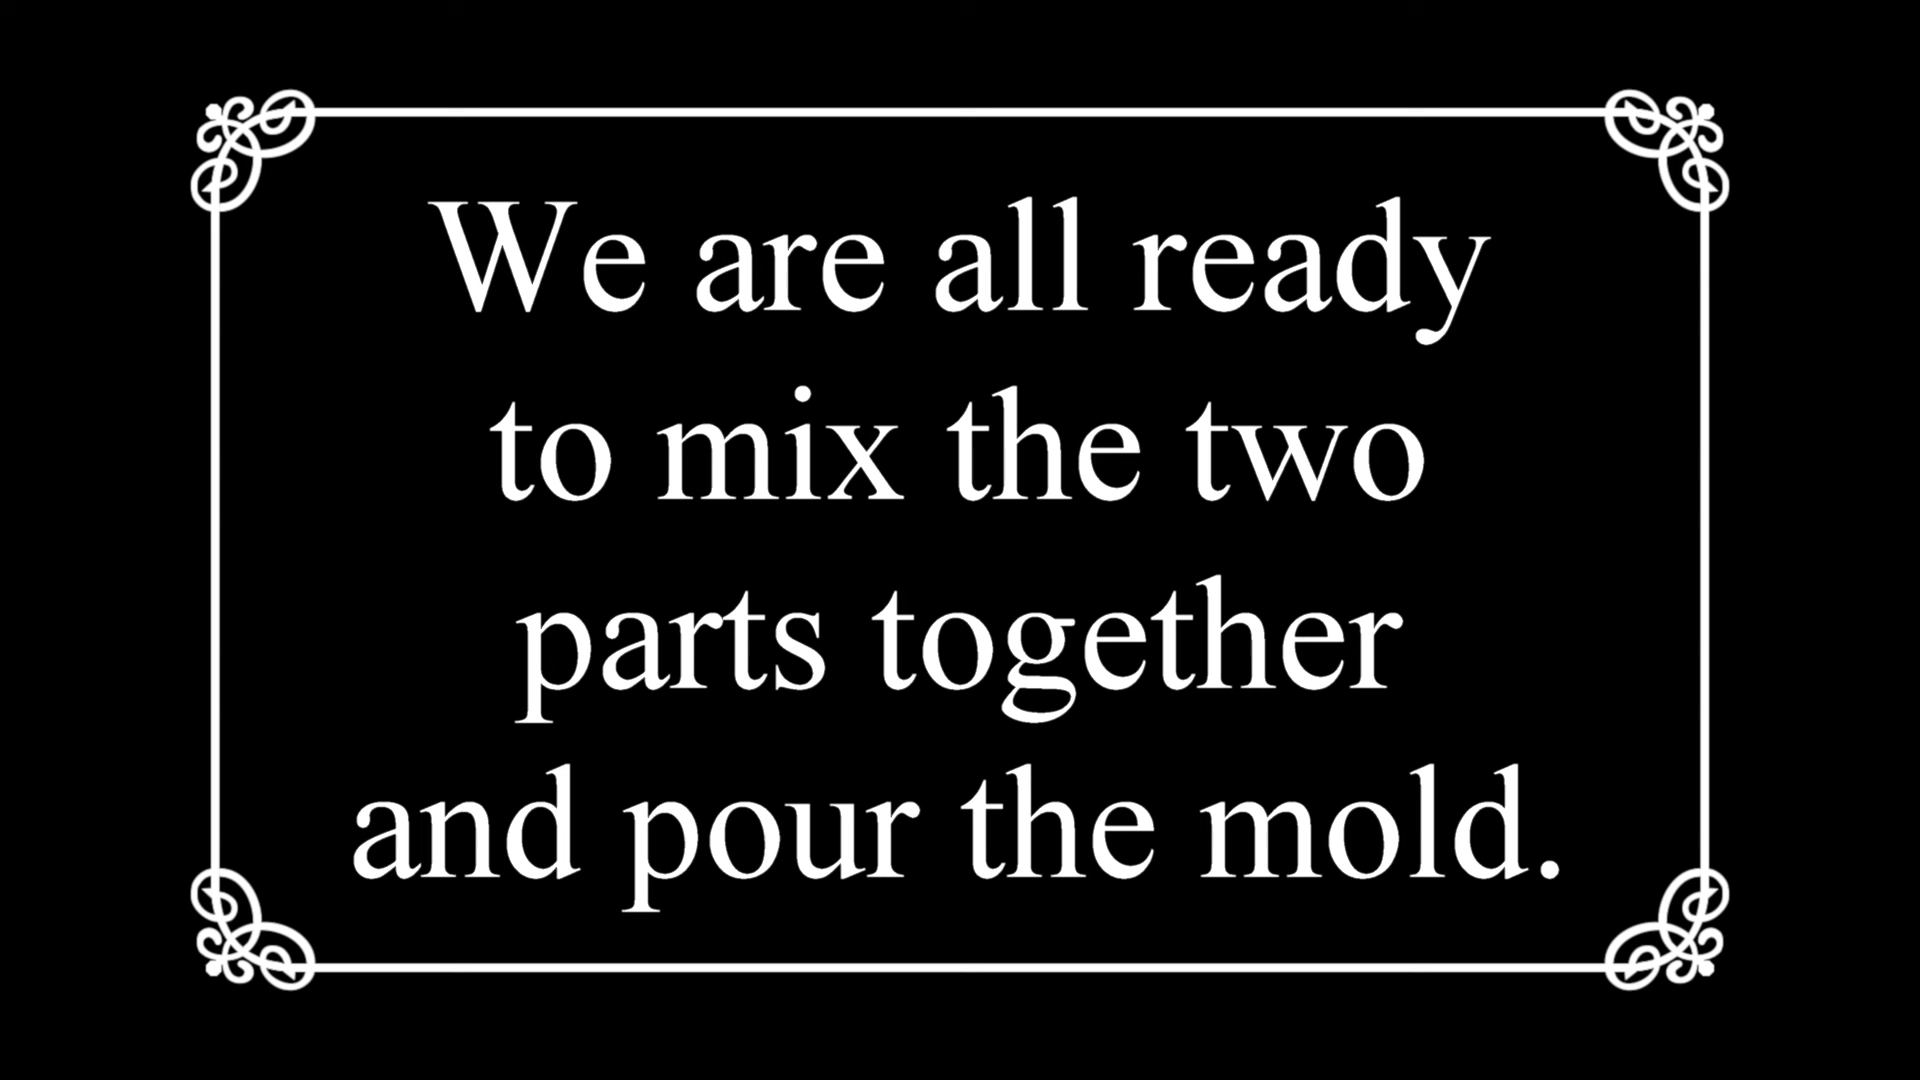 We are all ready
to mix the two
parts together
and pour the mold.